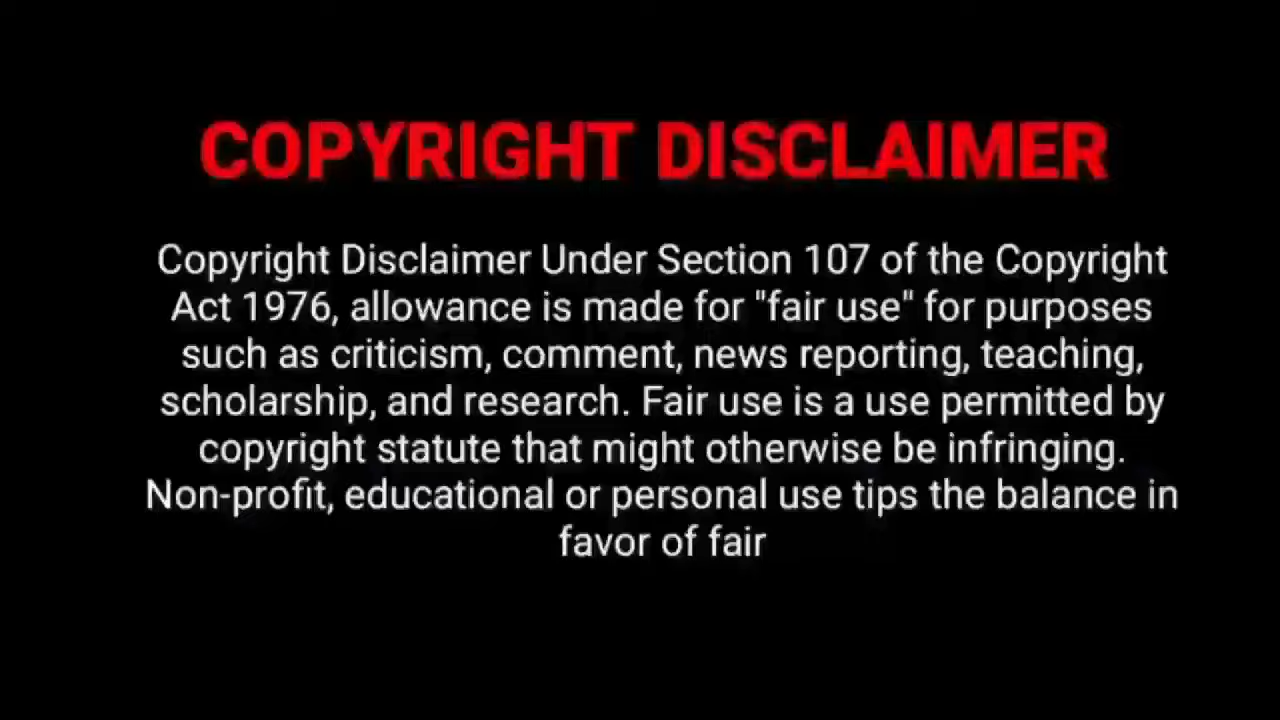 COPYRIGHT DISCLAIMER
Copyright Disclaimer Under Section 107 of the Copyright
Act 1976, allowance is made for "fair use" for purposes
such as criticism, comment, news reporting, teaching,
scholarship, and research. Fair use is a use permitted by
copyright statute that might otherwise be infringing.
Non-profit, educational or personal use tips the balance in
favor of fair